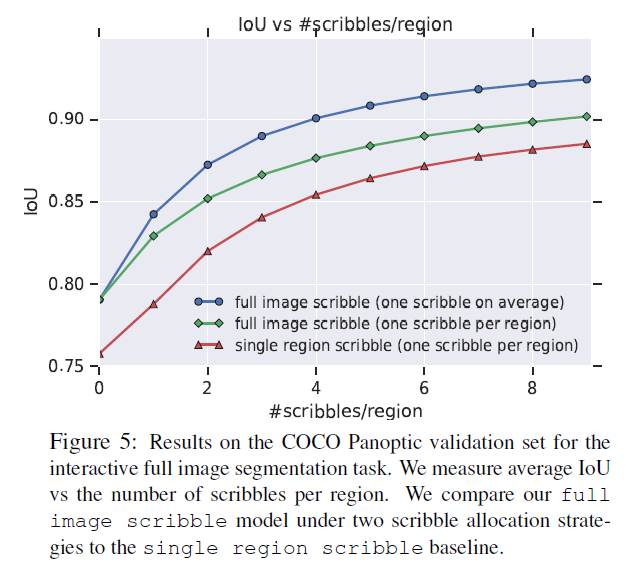 IoU vs #scribbles/region
0.90
0.85
0.80
0.75
IoU
full image scribble (one scribble on average)
full image scribble (one scribble per region)
single region scribble (one scribble per region)
0 2 4 6 8
#scribbles/region
Figure 5: Results on the COCO Panoptic validation set for the
interactive full image segmentation task. We measure average IoU
vs the number of scribbles per region. We compare our full
image scribble model under two scribble allocation strate-
gies to the single region scribble baseline.